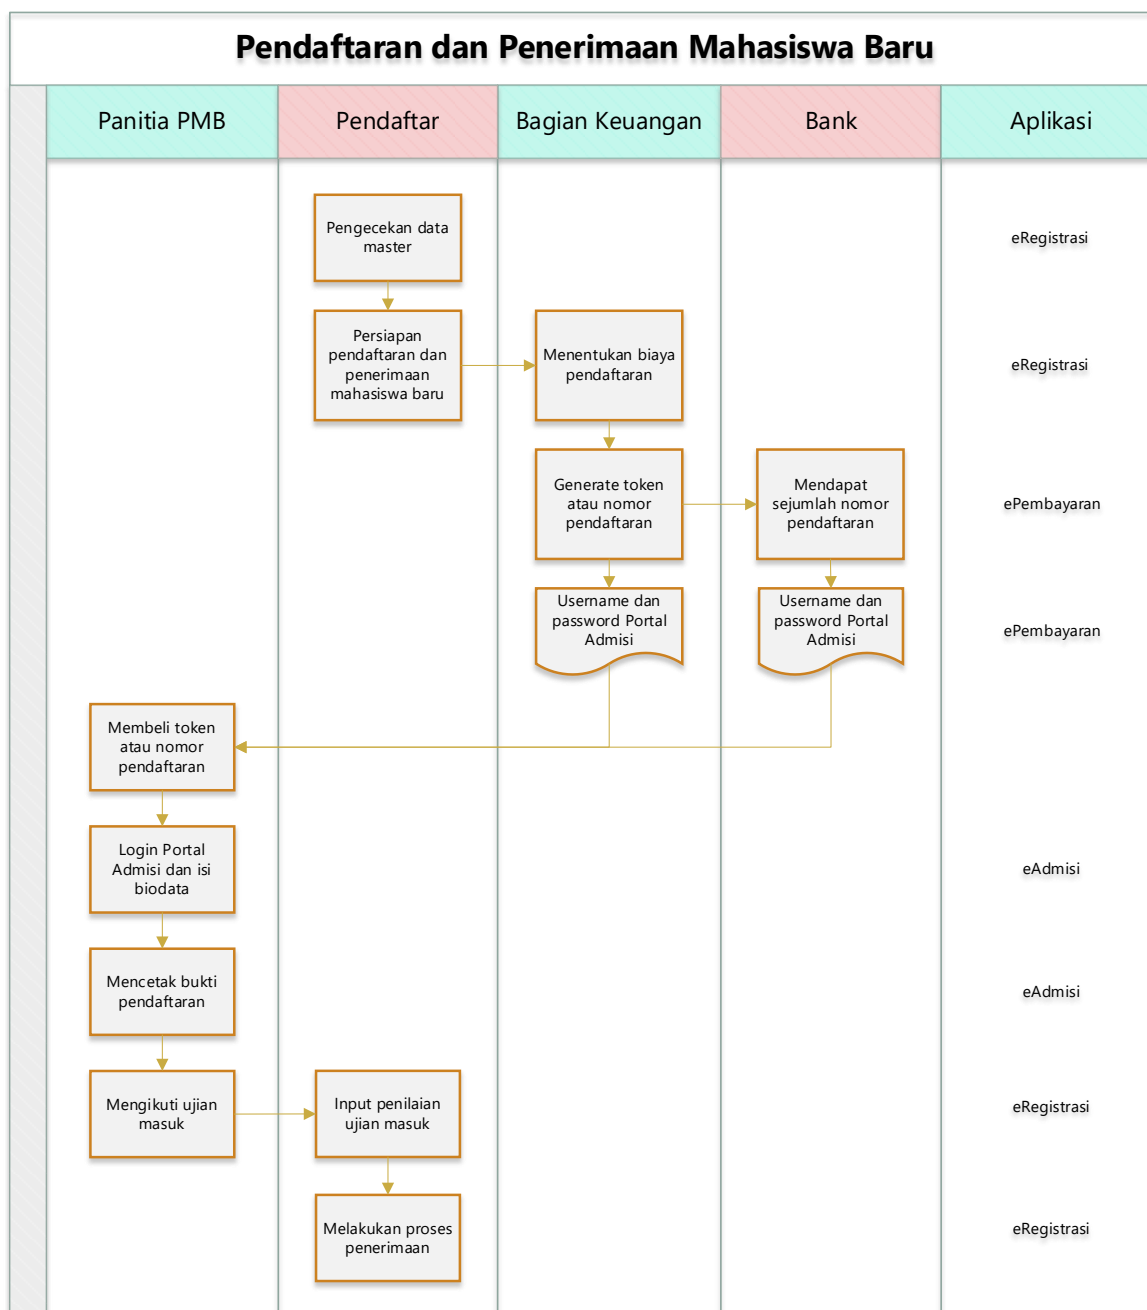 Pendaftaran dan Penerimaan Mahasiswa Baru
Panitia PMB
Pendaftar
Bagian Keuangan
Bank
Aplikasi
Pengecekan data
master
eRegistrasi
Persiapan
pendaftaran dan
penerimaan
mahasiswa baru
Menentukan biaya
pendaftaran
eRegistrasi
Generate token
atau nomor
pendaftaran
Mendapat
sejumlah nomor
pendaftaran
ePembayaran
Username dan
password Portal
Admisi
Username dan
password Portal
Admisi
ePembayaran
Membeli token
atau nomor
pendaftaran
Login Portal
Admisi dan isi
biodata
eAdmisi
Mencetak bukti
pendaftaran
eAdmisi
Mengikuti ujian
masuk
Input penilaian
ujian masuk
eRegistrasi
Melakukan proses
penerimaan
eRegistrasi